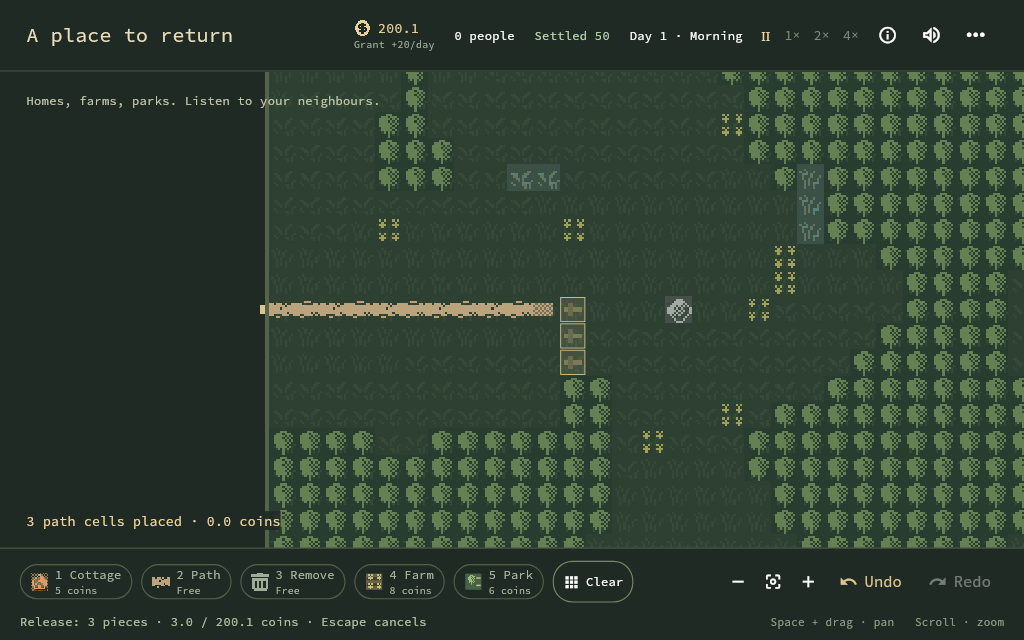 A place to return
200.1
Grant +20/day
0 people
Settled 50
Day 1 · Morning
II
1×
2×
4×
Homes, farms, parks. Listen to your neighbours.
3 path cells placed · 0.0 coins
1 Cottage
5 coins
2 Path
Free
3 Remove
Free
4 Farm
8 coins
5 Park
6 coins
Clear
Undo
Redo
Release: 3 pieces · 3.0 / 200.1 coins · Escape cancels
Space + drag · pan
Scroll · zoom